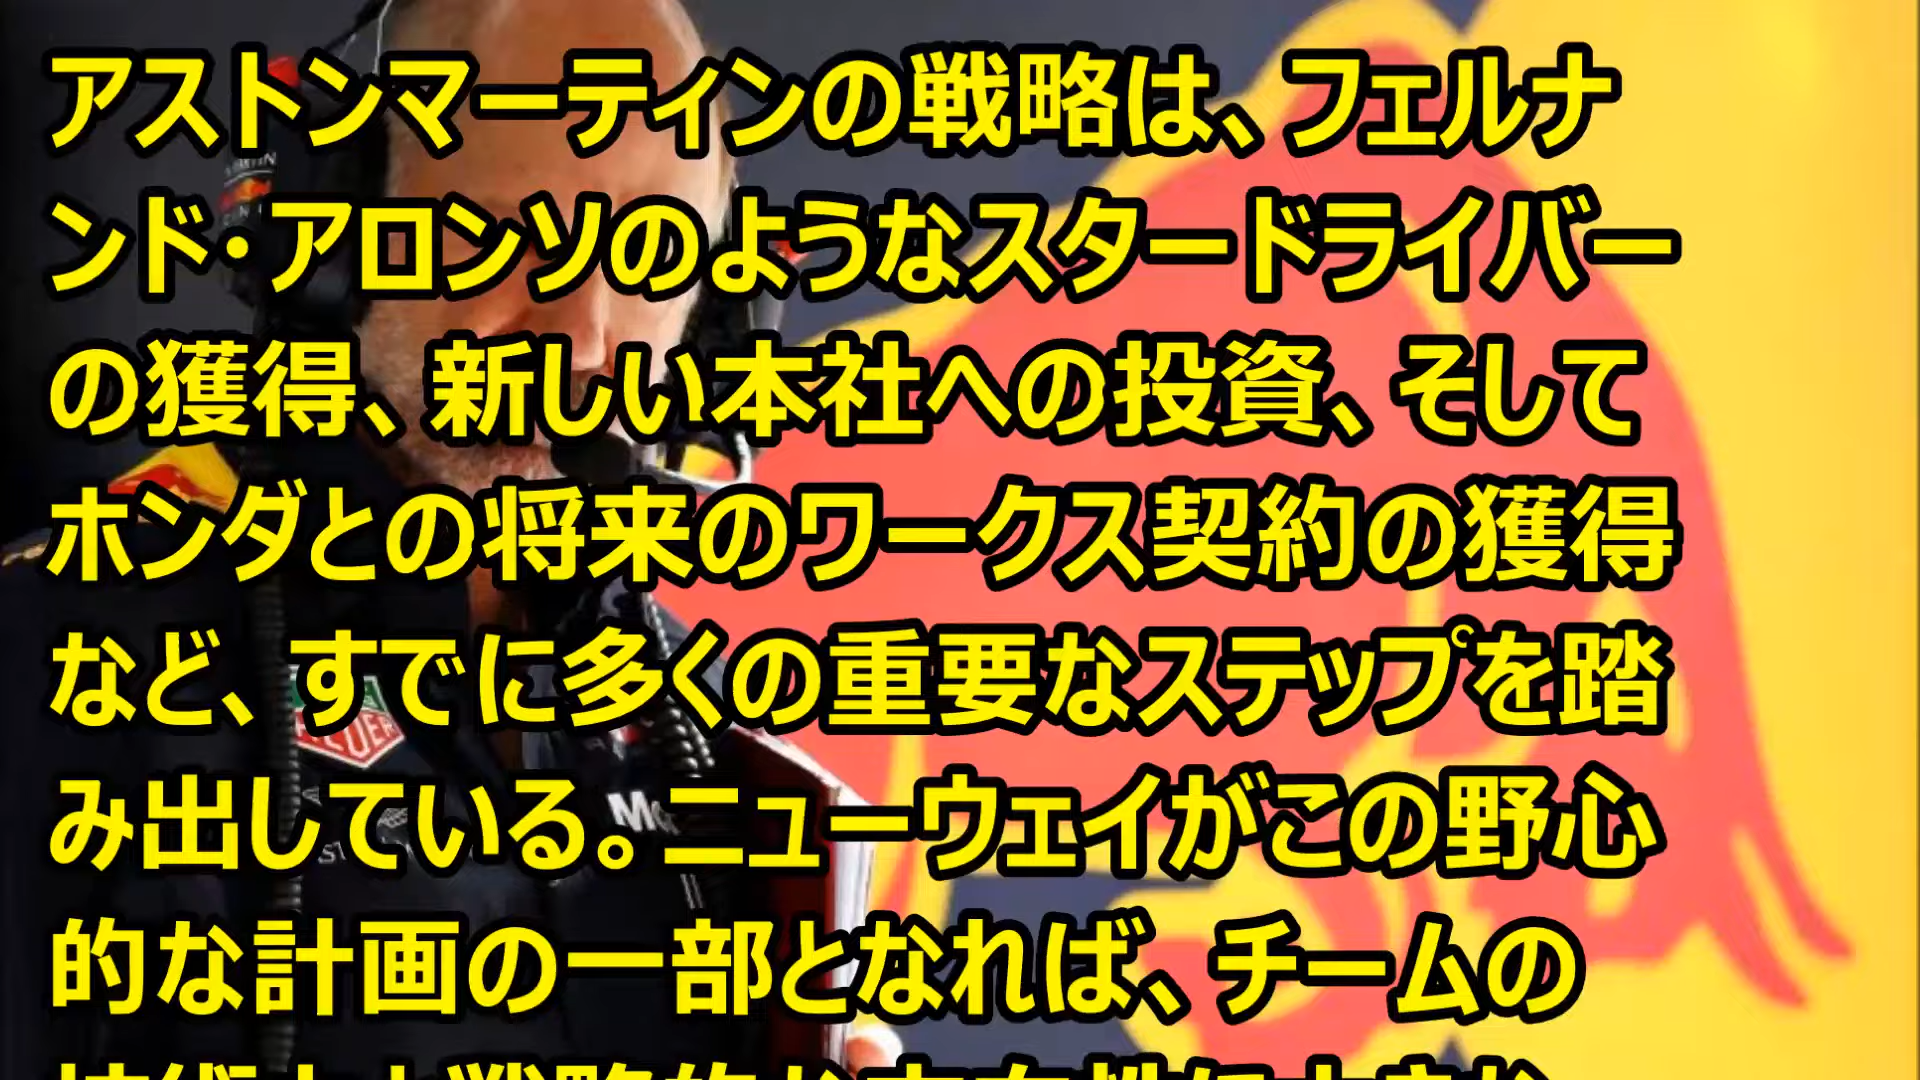 アストンマーティンの戦略は、フェルナ
ンド・アロンソのようなスタードライバー
の獲得、新しい本社への投資、そして
ホンダとの将来のワークス契約の獲得
など、すでに多くの重要なステップを踏
み出している。ニューウェイがこの野心
的な計画の一部となれば、チームの